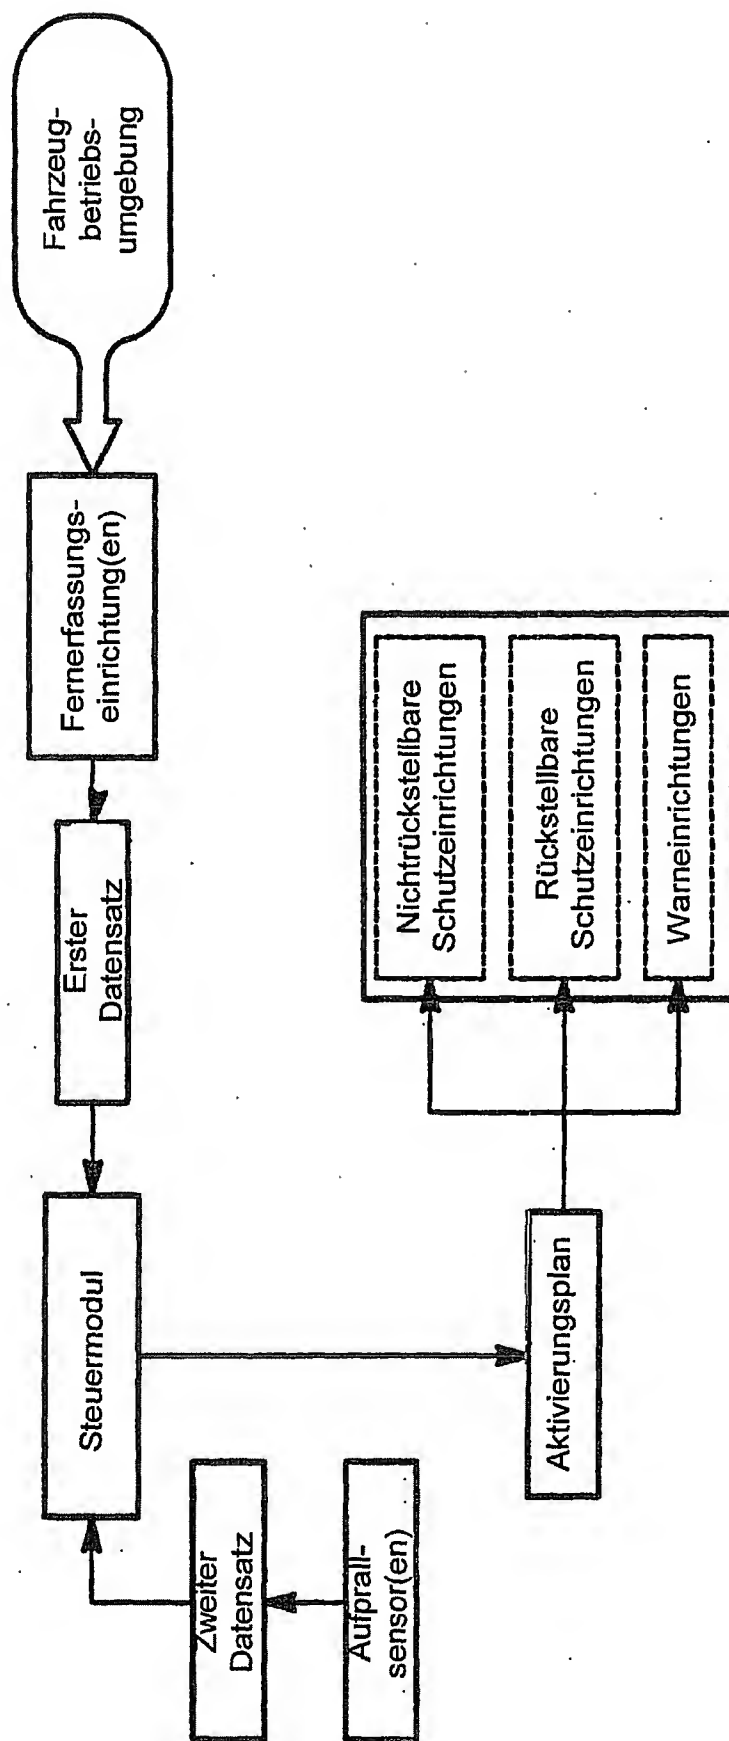 Fahrzeug-
betriebs-
umgebung
Fernerfassungs-
einrichtung(en)
Erster
Datensatz
Steuermodul
Zweiter
Datensatz
Aufprall-
sensor(en)
Aktivierungsplan
Nichtrückstellbare
Schutzeinrichtungen
Rückstellbare
Schutzeinrichtungen
Warneinrichtungen